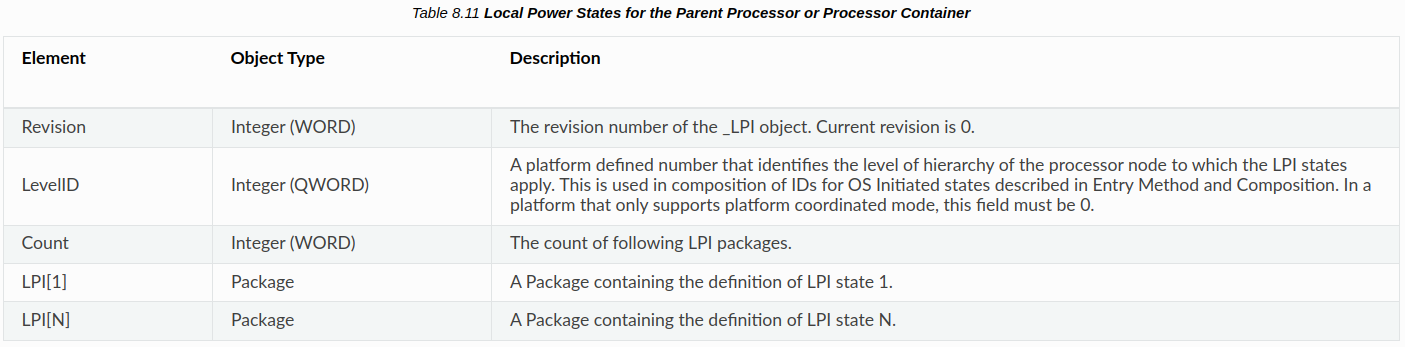 Table 8.11 Local Power States for the Parent Processor or Processor Container
Element Object Type Description
Revision Integer (WORD) The revision number of the _LPI object. Current revision is 0.
LevelID Integer (QWORD) A platform defined number that identifies the level of hierarchy of the processor node to which the LPI states
apply. This is used in composition of IDs for OS Initiated states described in Entry Method and Composition. In a
platform that only supports platform coordinated mode, this field must be 0.
Count Integer (WORD) The count of following LPI packages.
LPI[1] Package A Package containing the definition of LPI state 1.
LPI[N] Package A Package containing the definition of LPI state N.